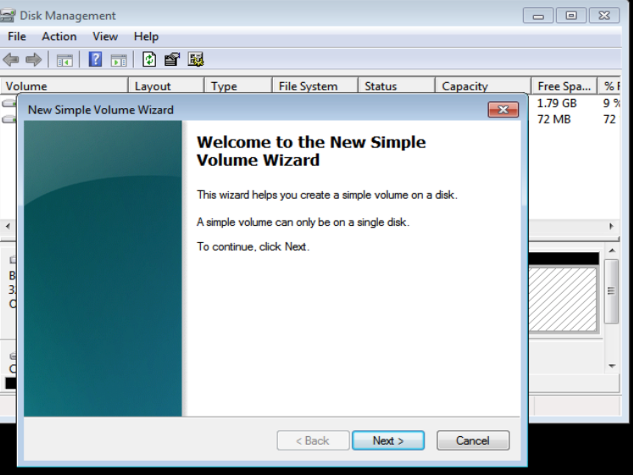 Disk Management
File Action View Help
Volume Layout Type File System Status Capacity Free Spa... %
1.79 GB 9 %
72 MB 72
New Simple Volume Wizard
Welcome to the New Simple
Volume Wizard
This wizard helps you create a simple volume on a disk.
A simple volume can only be on a single disk.
To continue, click Next.
B
3
O
C
< Back Next > Cancel